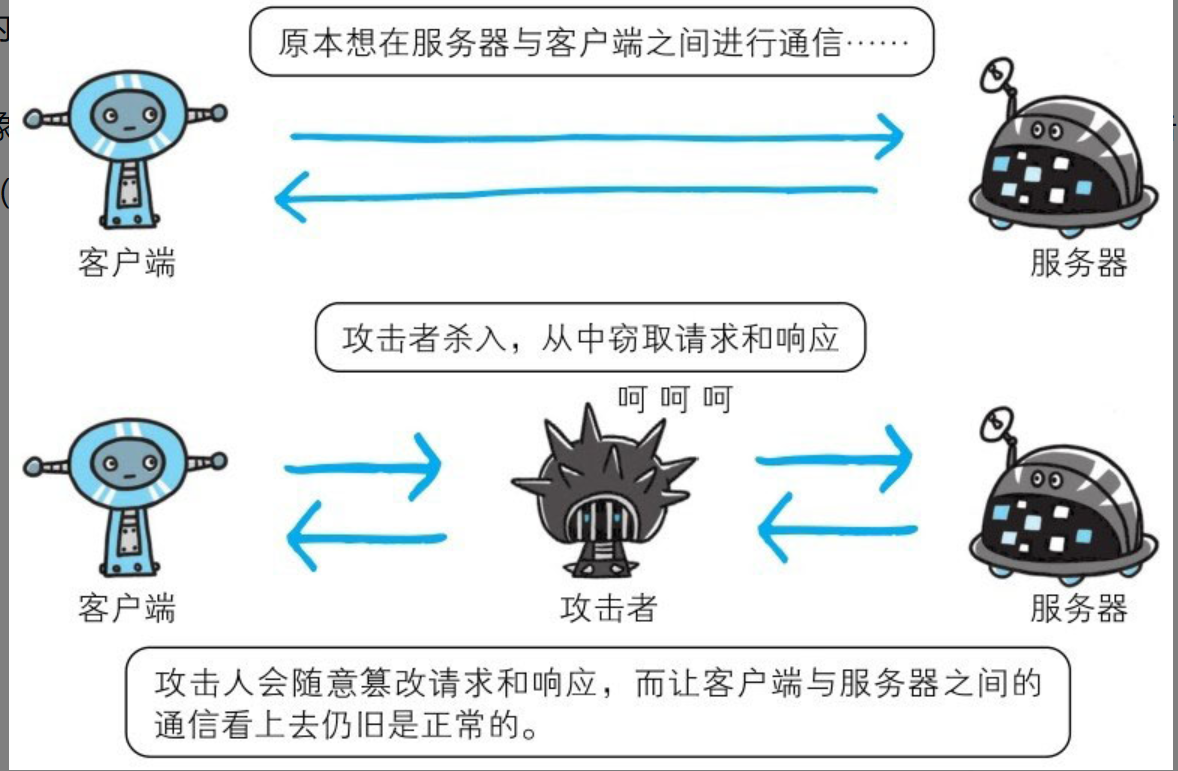 原本想在服务器与客户端之间进行通信……
客户端
服务器
攻击者杀入，从中窃取请求和响应
呵 呵 呵
客户端
攻击者
服务器
攻击人会随意篡改请求和响应，而让客户端与服务器之间的
通信看上去仍旧是正常的。